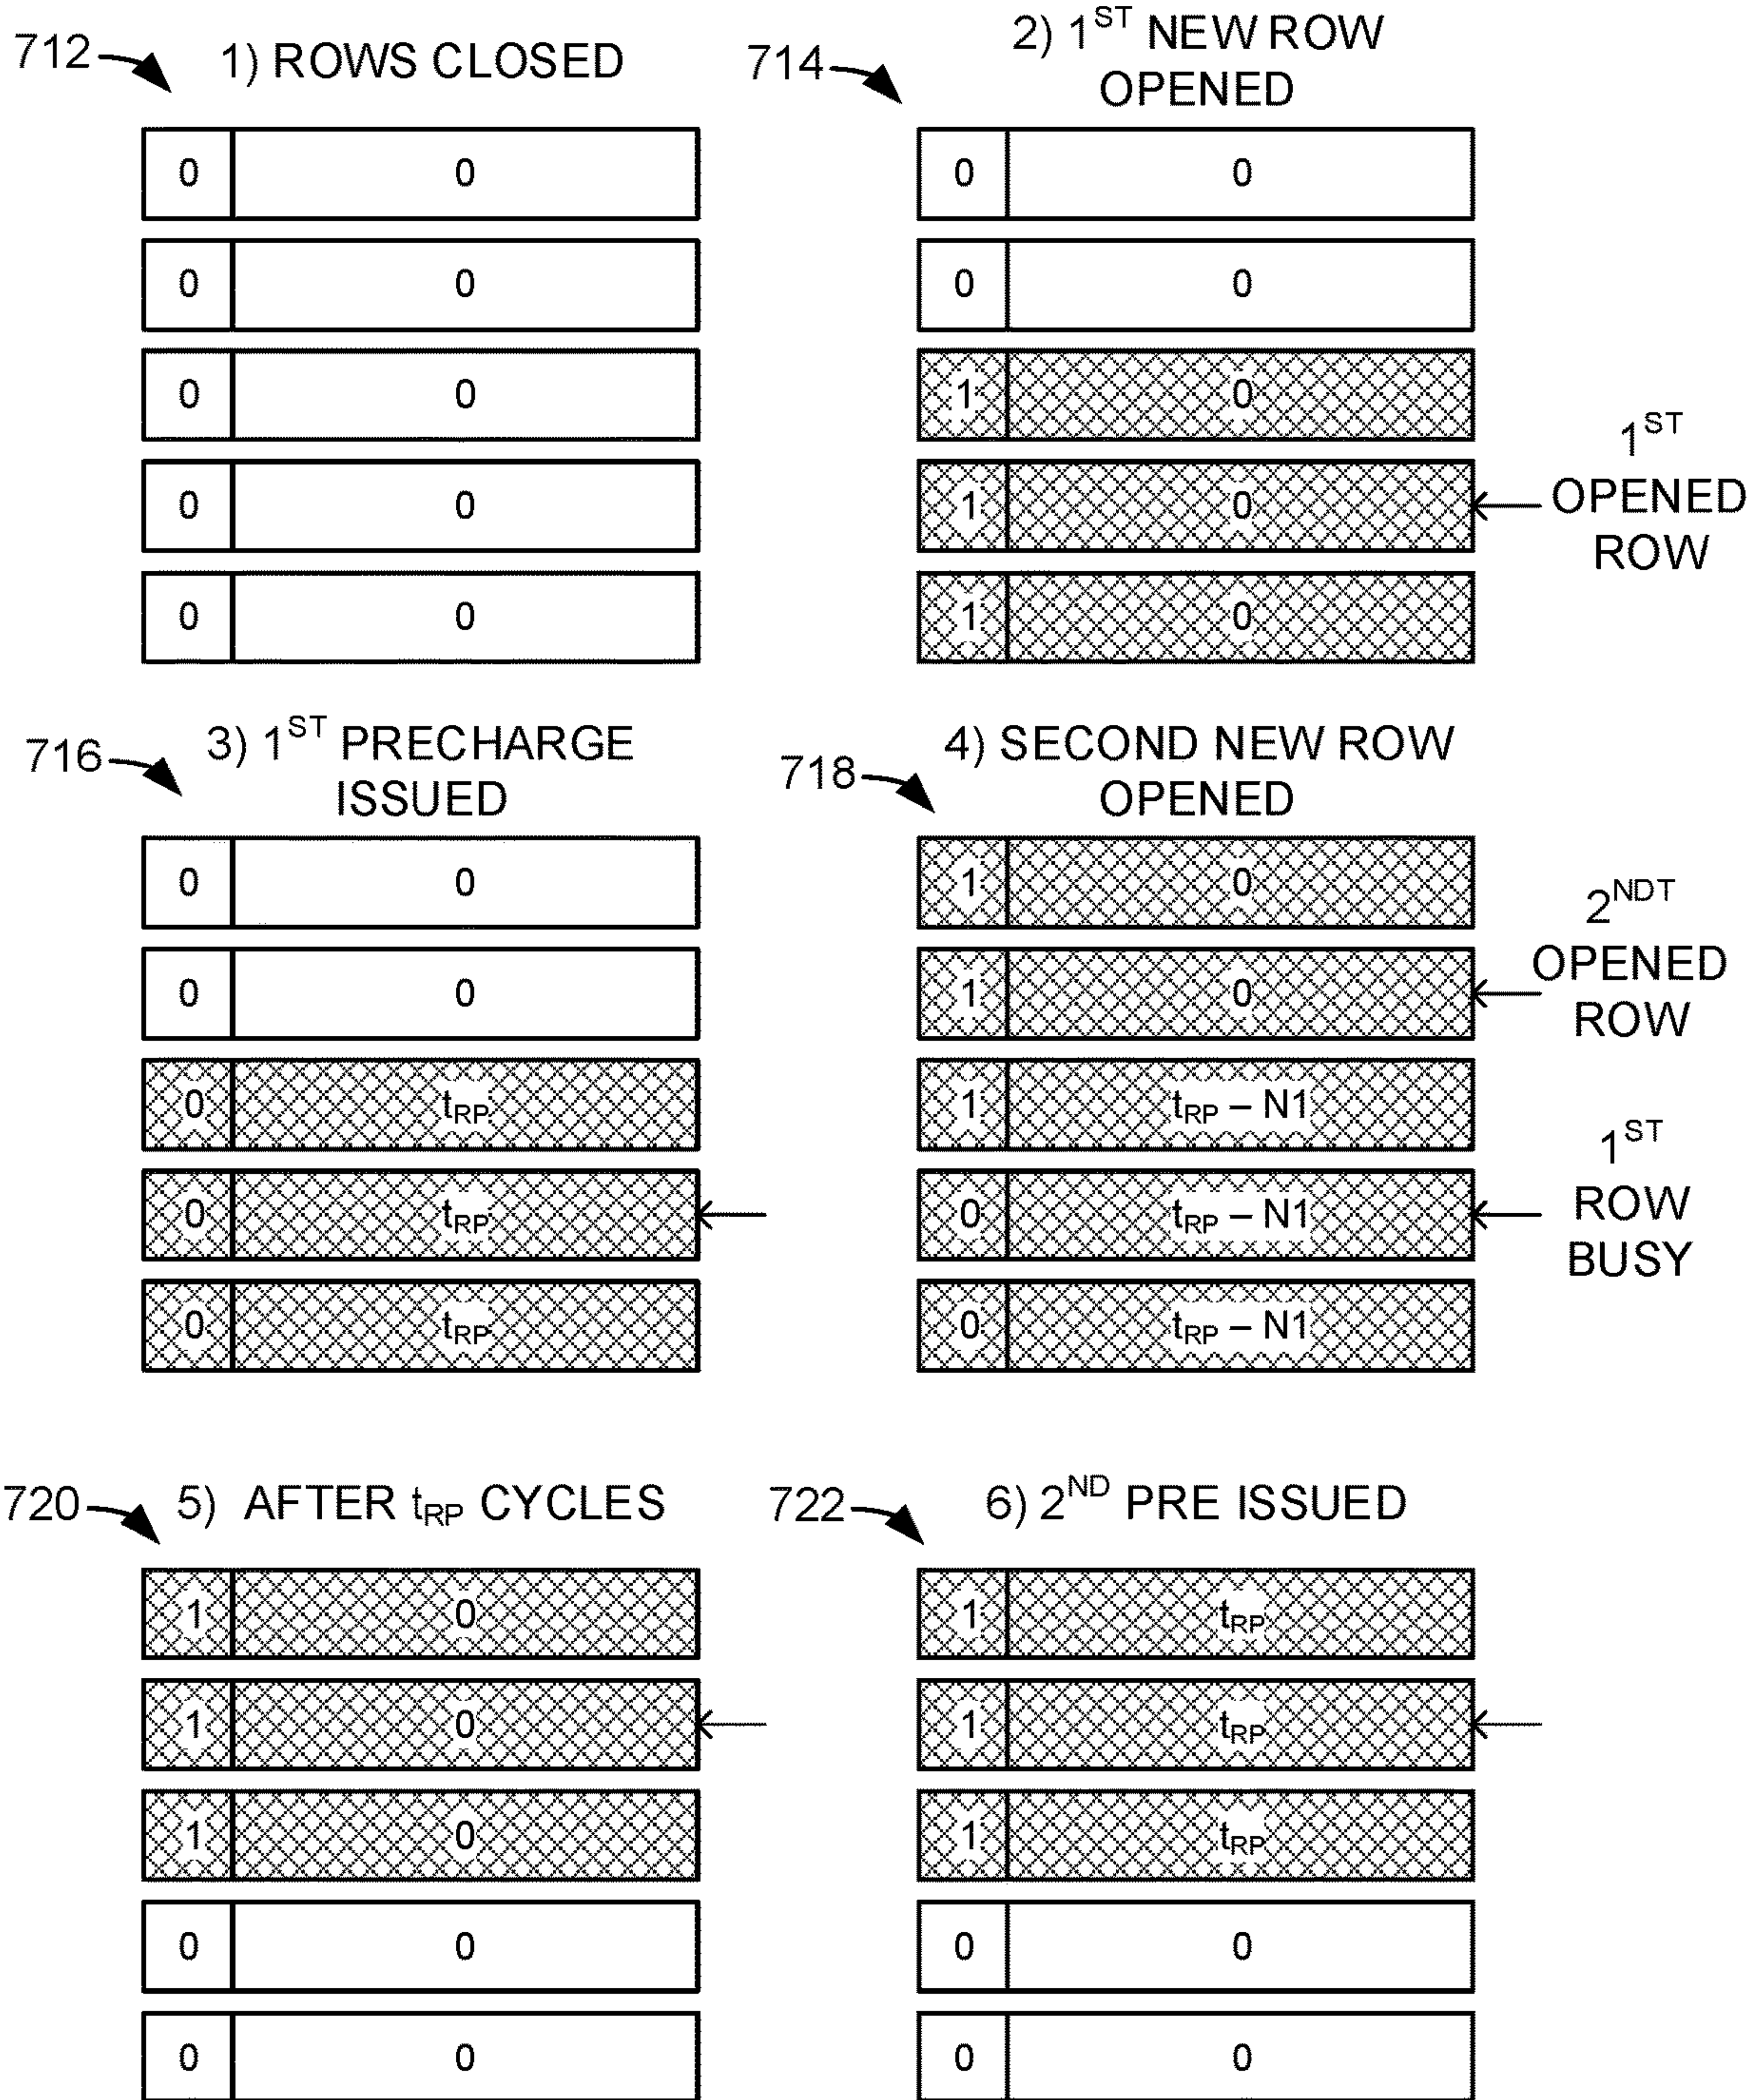 712
1) ROWS CLOSED
0 0
0 0
0 0
0 0
0 0
714
2) 1ST NEW ROW
OPENED
0 0
0 0
1 0
1 0
1 0
1ST
OPENED
ROW
716
3) 1ST PRECHARGE
ISSUED
0 0
0 0
0 tRP
0 tRP
0 tRP
718
4) SECOND NEW ROW
OPENED
1 0
1 0
1 tRP – N1
0 tRP – N1
0 tRP – N1
2NDT
OPENED
ROW
1ST
ROW
BUSY
720
5) AFTER tRP CYCLES
1 0
1 0
1 0
0 0
0 0
722
6) 2ND PRE ISSUED
1 tRP
1 tRP
1 tRP
0 0
0 0